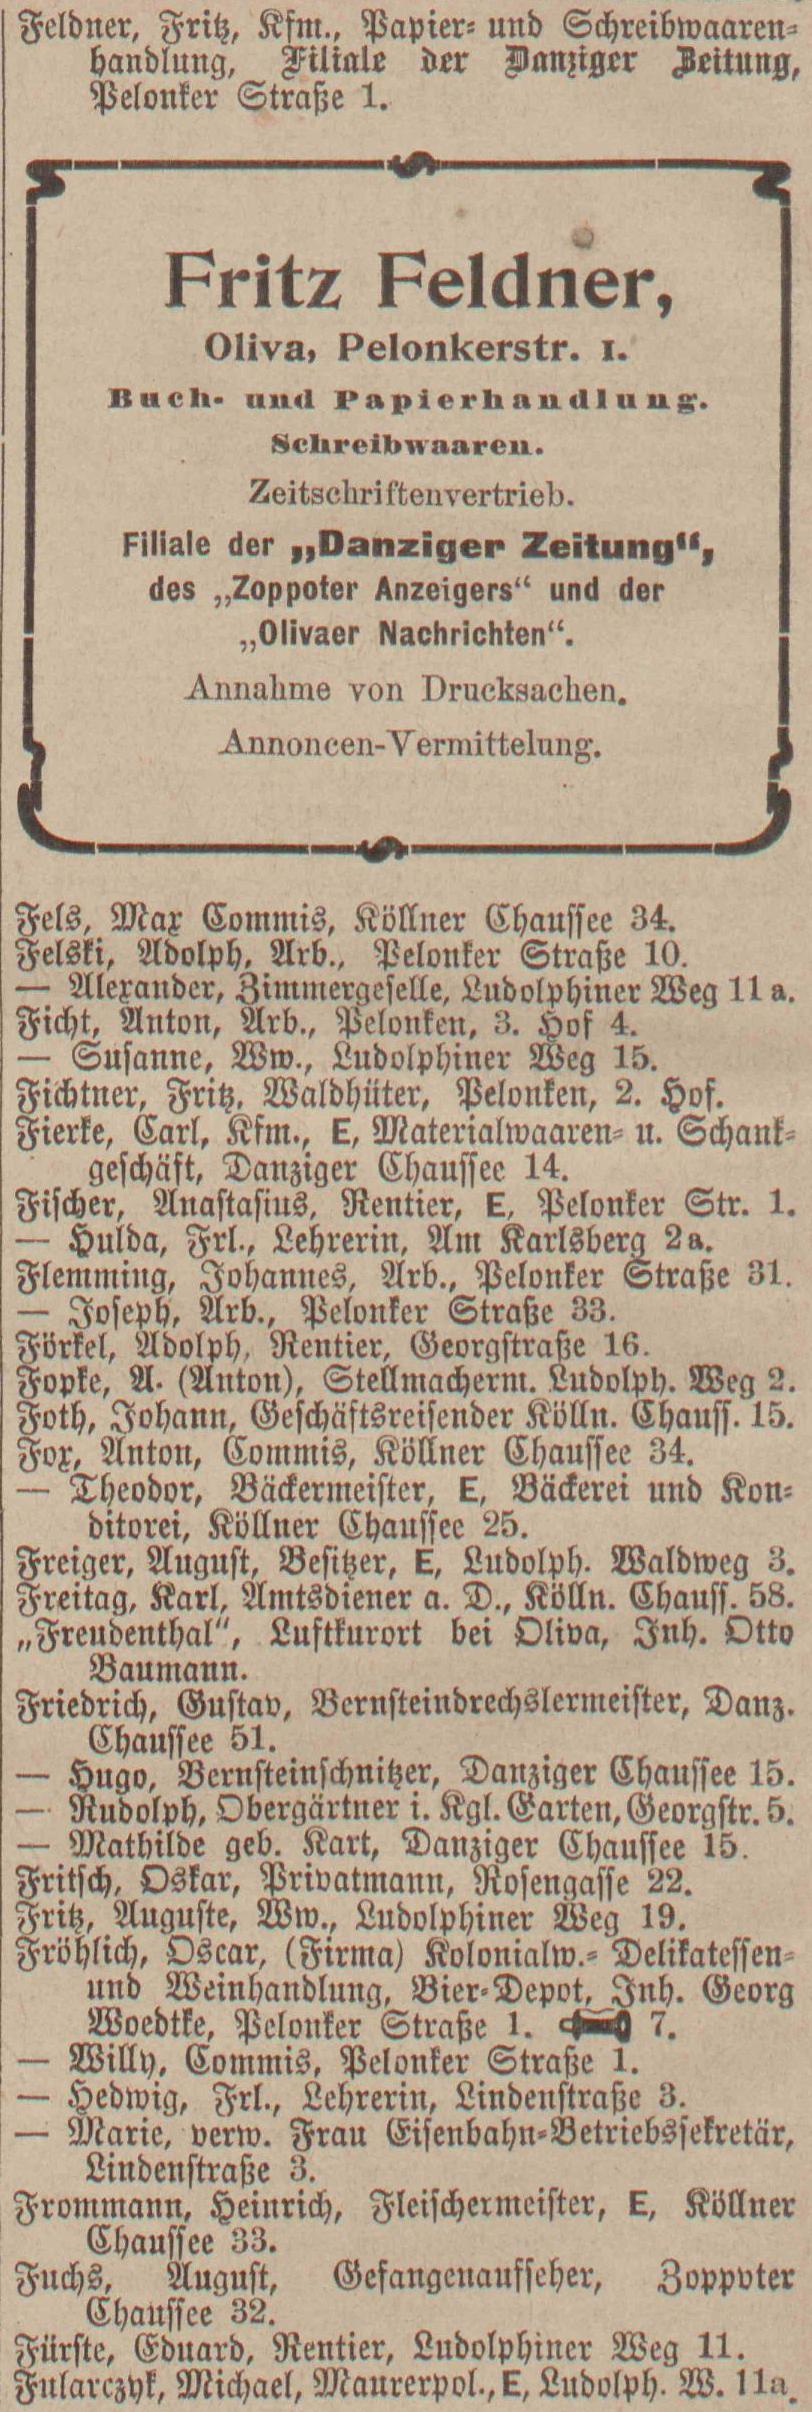 Feldner, Fritz, Kfm., Papier- und Schreibwaaren-
handlung, Filiale der Danziger Zeitung,
Pelonker Straße 1.
Fritz Feldner,
Oliva, Pelonkerstr. 1.
Buch- und Papierhandlung.
Schreibwaaren.
Zeitschriftenvertrieb.
Filiale der „Danziger Zeitung“,
des „Zoppoter Anzeigers“ und der
„Olivaer Nachrichten“.
Annahme von Drucksachen.
Annoncen-Vermittelung.
Fels, Max Commis, Köllner Chaussee 34.
Felski, Adolph, Arb., Pelonker Straße 10.
— Alexander, Zimmergeselle, Ludolphiner Weg 11 a.
Ficht, Anton, Arb., Pelonken, 3. Hof 4.
— Susanne, Ww., Ludolphiner Weg 15.
Fichtner, Fritz, Waldhüter, Pelonken, 2. Hof.
Fierke, Carl, Kfm., E, Materialwaaren- u. Schank-
geschäft, Danziger Chaussee 14.
Fischer, Anastasius, Rentier, E, Pelonker Str. 1.
— Hulda, Frl., Lehrerin, Am Karlsberg 2a.
Flemming, Johannes, Arb., Pelonker Straße 31.
— Joseph, Arb., Pelonker Straße 33.
Förkel, Adolph, Rentier, Georgstraße 16.
Fopke, A. (Anton), Stellmacherm. Ludolph. Weg 2.
Foth, Johann, Geschäftsreisender Kölln. Chauss. 15.
Fox, Anton, Commis, Köllner Chaussee 34.
— Theodor, Bäckermeister, E, Bäckerei und Kon-
ditorei, Köllner Chaussee 25.
Freiger, August, Besitzer, E, Ludolph. Waldweg 3.
Freitag, Karl, Amtsdiener a. D., Kölln. Chauss. 58.
„Freudenthal“, Luftkurort bei Oliva, Inh. Otto
Baumann.
Friedrich, Gustav, Bernsteindrechslermeister, Danz.
Chaussee 51.
— Hugo, Bernsteinschnitzer, Danziger Chaussee 15.
— Rudolph, Obergärtner i. Kgl. Garten, Georgstr. 5.
— Mathilde geb. Kart, Danziger Chaussee 15.
Fritsch, Oskar, Privatmann, Rosengasse 22.
Fritz, Auguste, Ww., Ludolphiner Weg 19.
Fröhlich, Oscar, (Firma) Kolonialw.- Delikatessen-
und Weinhandlung, Bier-Depot, Inh. Georg
Woedtke, Pelonker Straße 1. 7.
— Willy, Commis, Pelonker Straße 1.
— Hedwig, Frl., Lehrerin, Lindenstraße 3.
— Marie, verw. Frau Eisenbahn-Betriebssekretär,
Lindenstraße 3.
Frommann, Heinrich, Fleischermeister, E, Köllner
Chaussee 33.
Fuchs, August, Gefangenaufseher, Zoppoter
Chaussee 32.
Fürste, Eduard, Rentier, Ludolphiner Weg 11.
Fularczyk, Michael, Maurerpol., E, Ludolph. W. 11a.